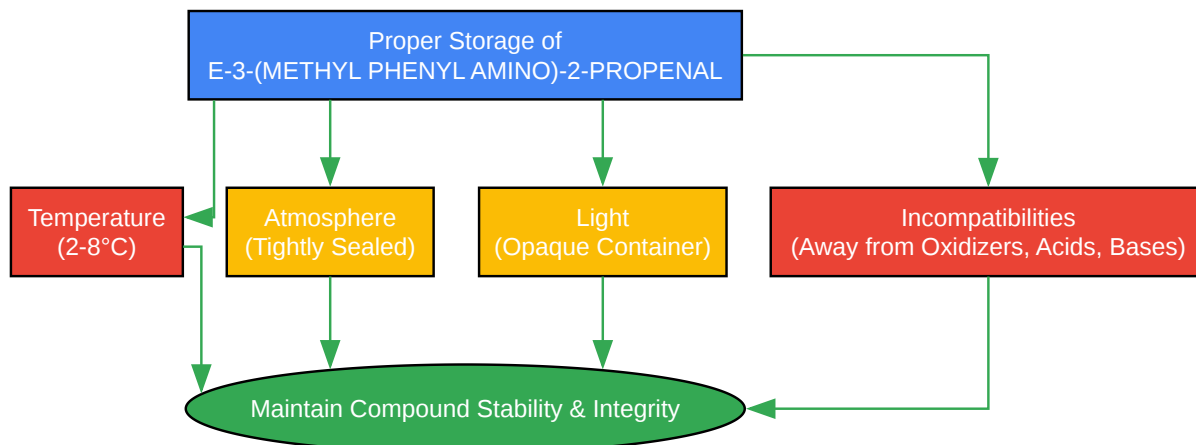 Proper Storage of
E-3-(METHYL PHENYL AMINO)-2-PROPENAL
Temperature
(2-8°C)
Atmosphere
(Tightly Sealed)
Light
(Opaque Container)
Incompatibilities
(Away from Oxidizers, Acids, Bases)
Maintain Compound Stability & Integrity